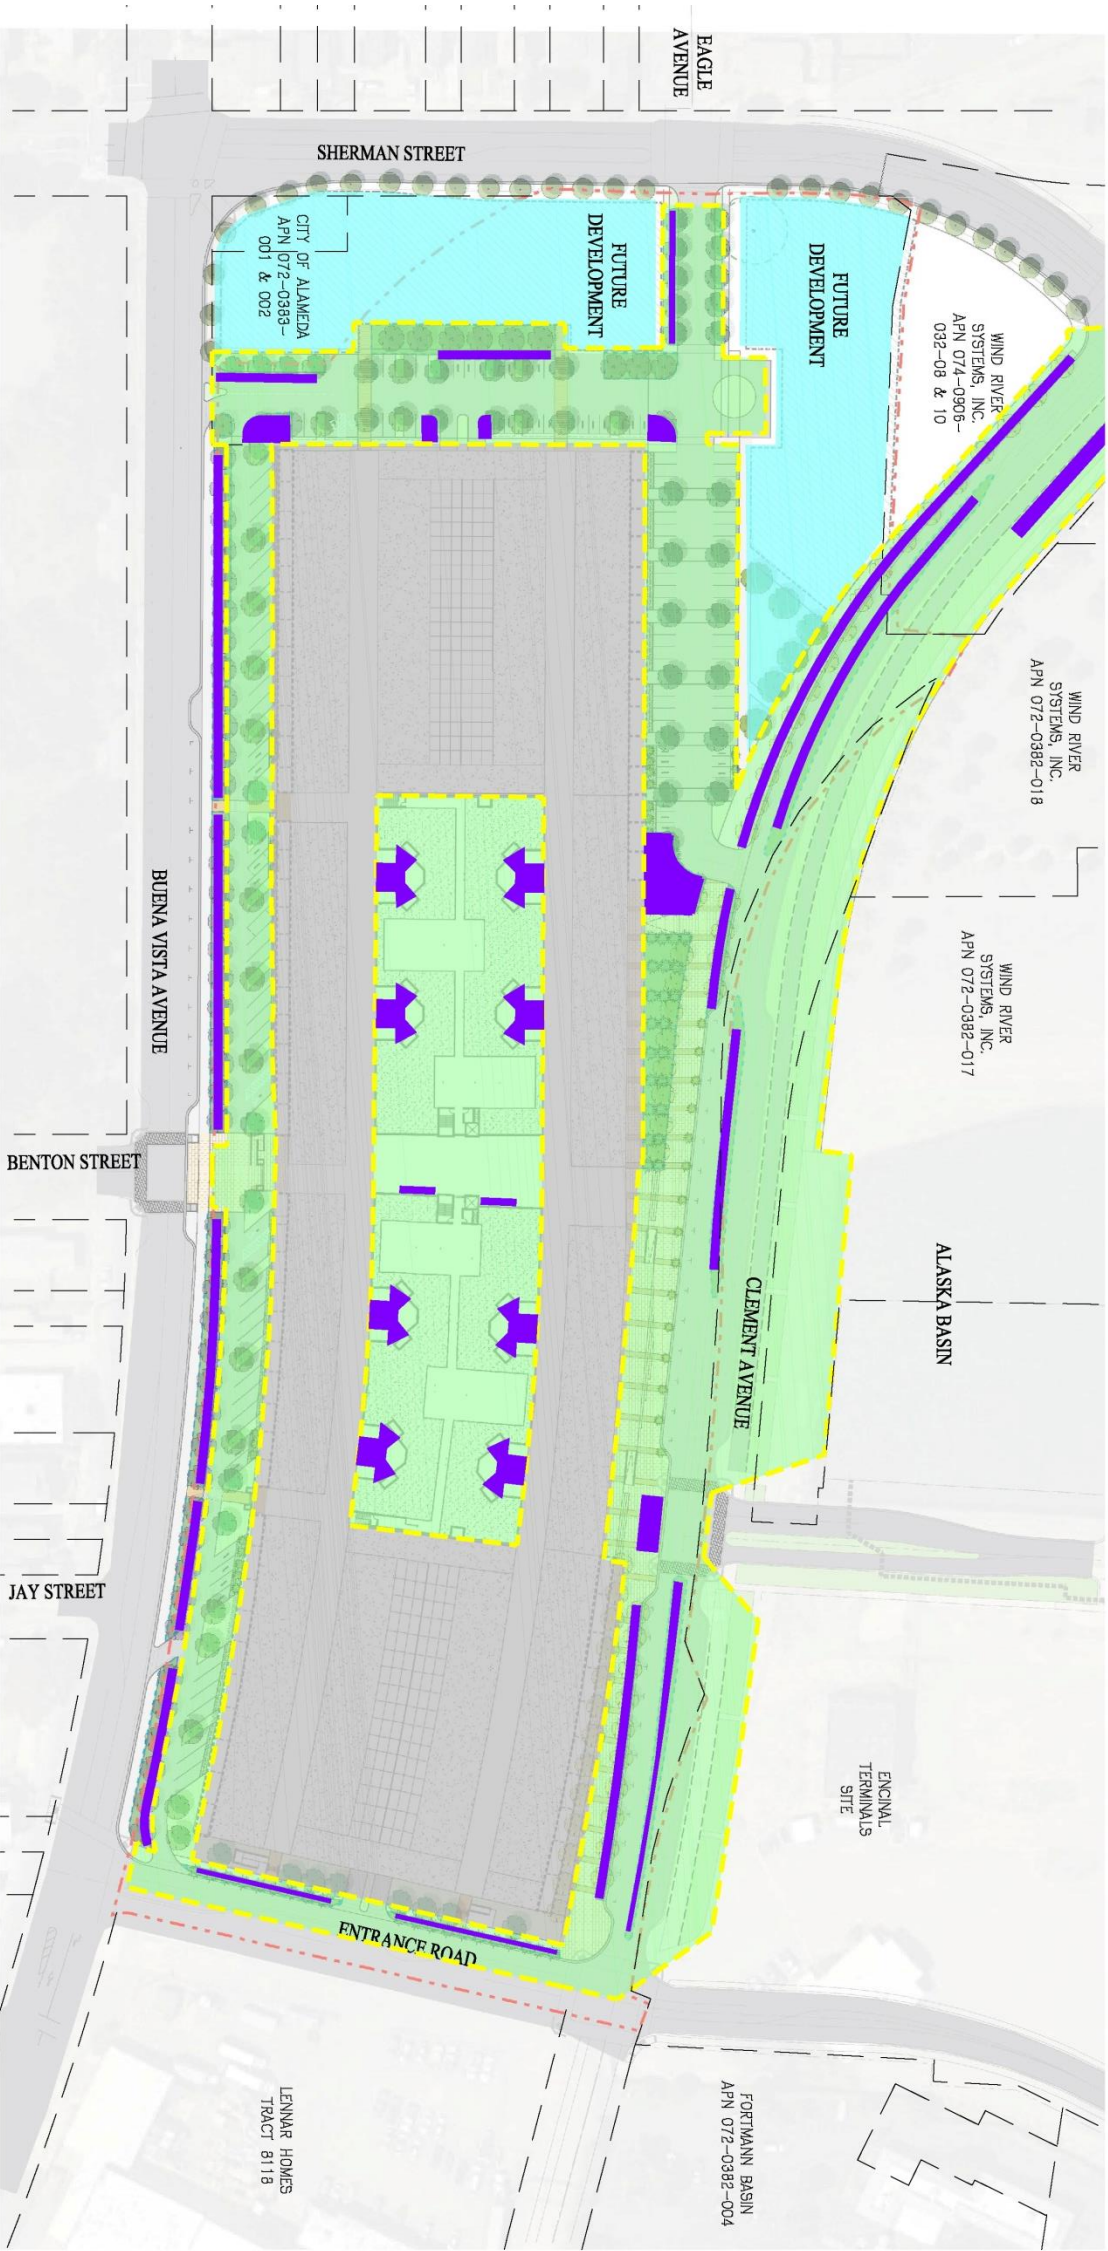 EAGLE
AVENUE
SHERMAN STREET
CITY OF ALAMEDA
APN 072-0383-
001 & 002
FUTURE
DEVELOPMENT
FUTURE
DEVELOPMENT
WIND RIVER
SYSTEMS, INC.
APN 074-0906-
032-08 & 10
WIND RIVER
SYSTEMS, INC.
APN 072-0382-018
BUENA VISTA AVENUE
WIND RIVER
SYSTEMS, INC.
APN 072-0382-017
BENTON STREET
ALASKA BASIN
CLEMENT AVENUE
JAY STREET
ENCINAL
TERMINALS
SITE
ENTRANCE ROAD
LENNAR HOMES
TRACT 8118
FORTMANN BASIN
APN 072-0382-004